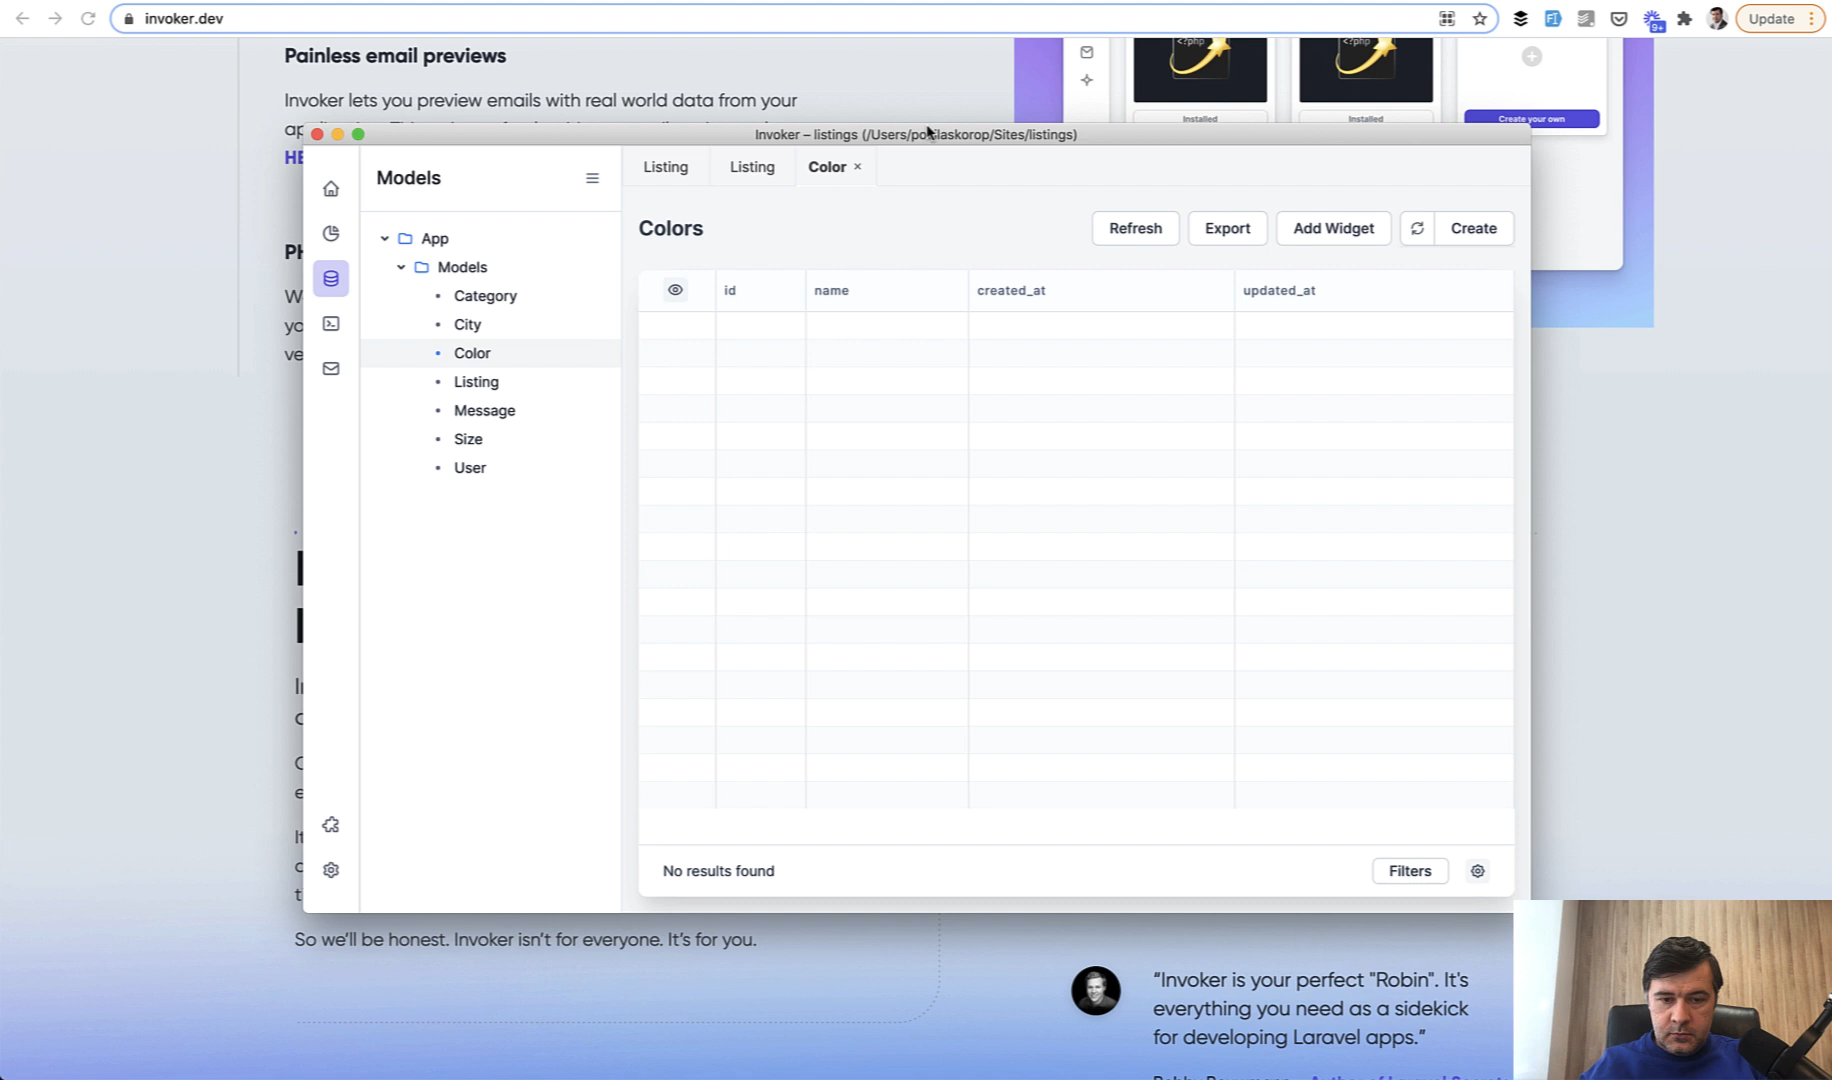 invoker.dev
9+
Update
Painless email previews
Invoker lets you preview emails with real world data from your
<?php
<?php
Installed
Installed
Create your own
Invoker – listings (/Users/po
laskorop/Sites/listings)
Models
App
Models
Category
City
Color
Listing
Message
Size
User
Listing
Listing
Color ×
Colors
Refresh
Export
Add Widget
Create
id
name
created_at
updated_at
No results found
Filters
So we'll be honest. Invoker isn't for everyone. It's for you.
“Invoker is your perfect "Robin". It's
everything you need as a sidekick
for developing Laravel apps.”